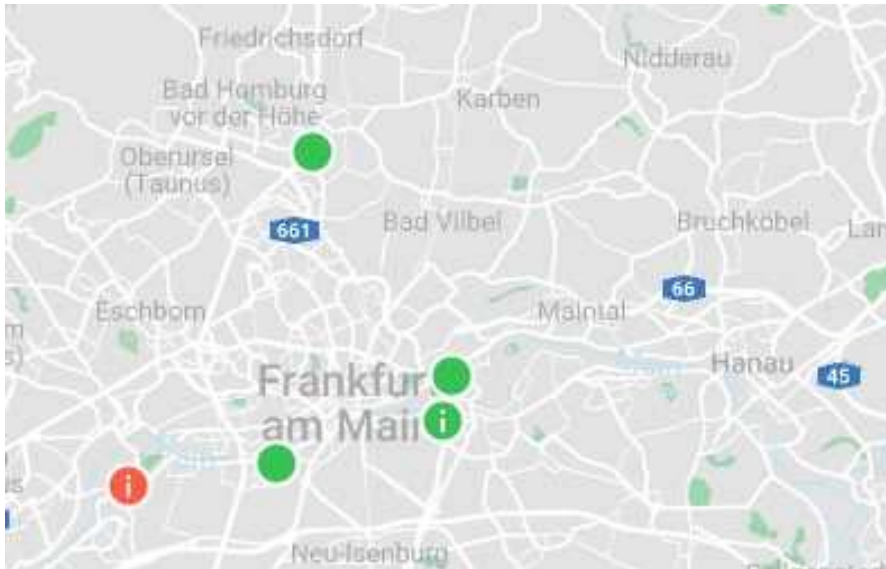 Friedrichsdorf
Nidderau
Bad Homburg
vor der Höhe
Karben
Oberursel
(Taunus)
661
Bad Vilbel
Bruchköbel
Lan
66
Eschborn
Maintal
Hanau
45
Frankfur
am Mai
i
i
Neu-Isenburg